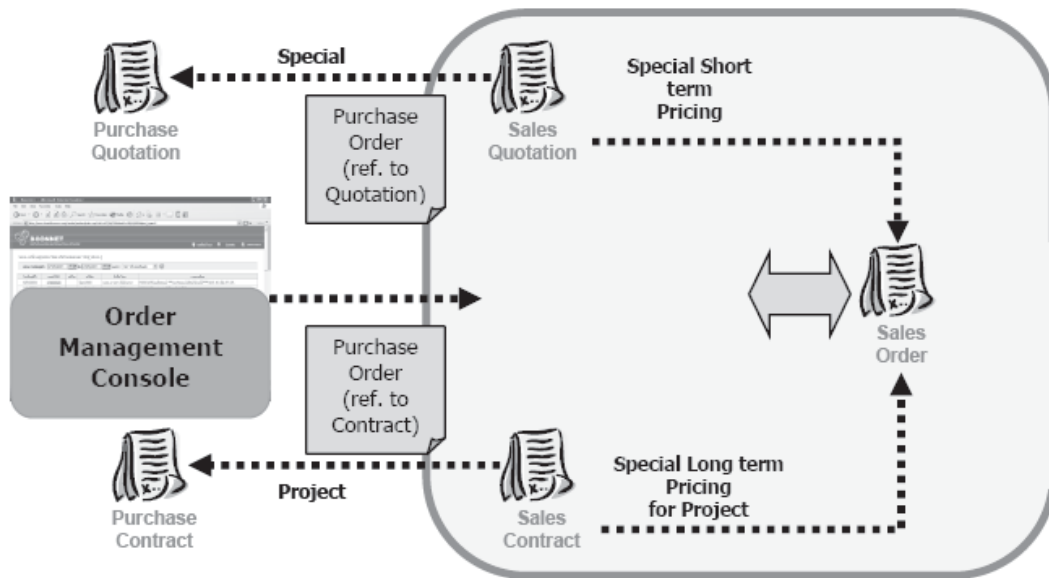 Special
Purchase
Quotation
Purchase
Order
(ref. to
Quotation)
Sales
Quotation
Special Short
term
Pricing
Order
Management
Console
Purchase
Order
(ref. to
Contract)
Sales
Order
Project
Purchase
Contract
Sales
Contract
Special Long term
Pricing
for Project